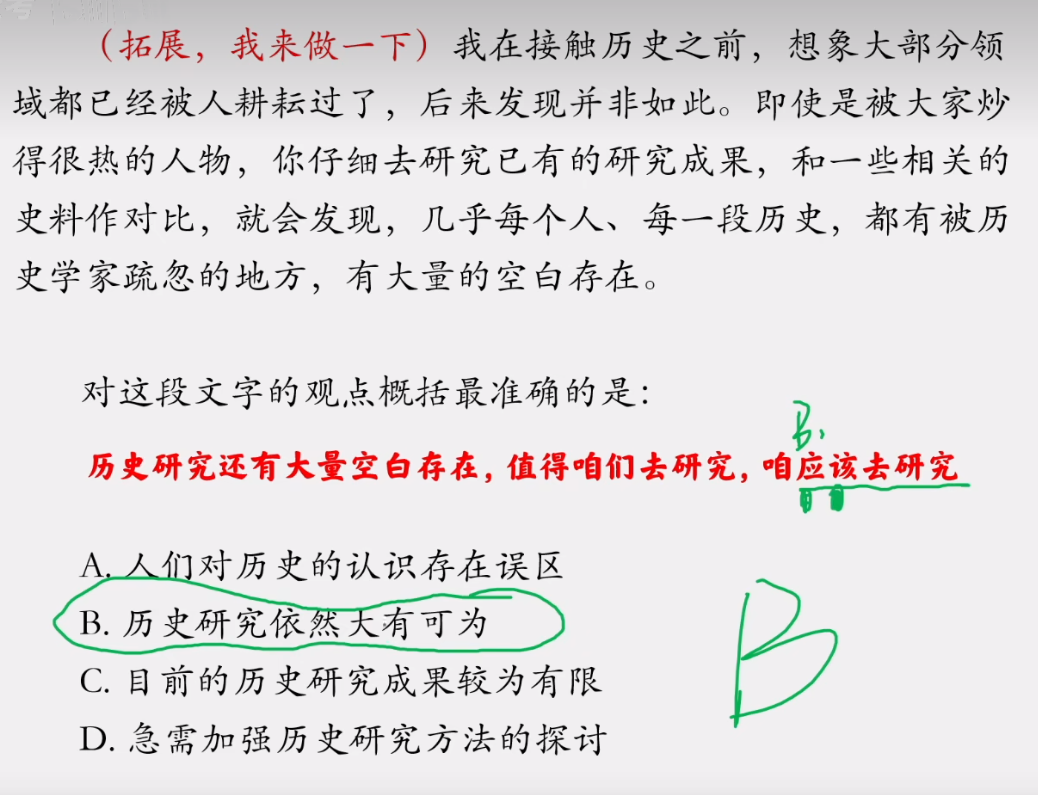 （拓展，我来做一下）我在接触历史之前，想象大部分领
域都已经被人耕耘过了，后来发现并非如此。即使是被大家炒
得很热的人物，你仔细去研究已有的研究成果，和一些相关的
史料作对比，就会发现，几乎每个人、每一段历史，都有被历
史学家疏忽的地方，有大量的空白存在。
对这段文字的观点概括最准确的是：
B.
历史研究还有大量空白存在，值得咱们去研究，咱应该去研究
A. 人们对历史的认识存在误区
B. 历史研究依然大有可为
B
C. 目前的历史研究成果较为有限
D. 急需加强历史研究方法的探讨